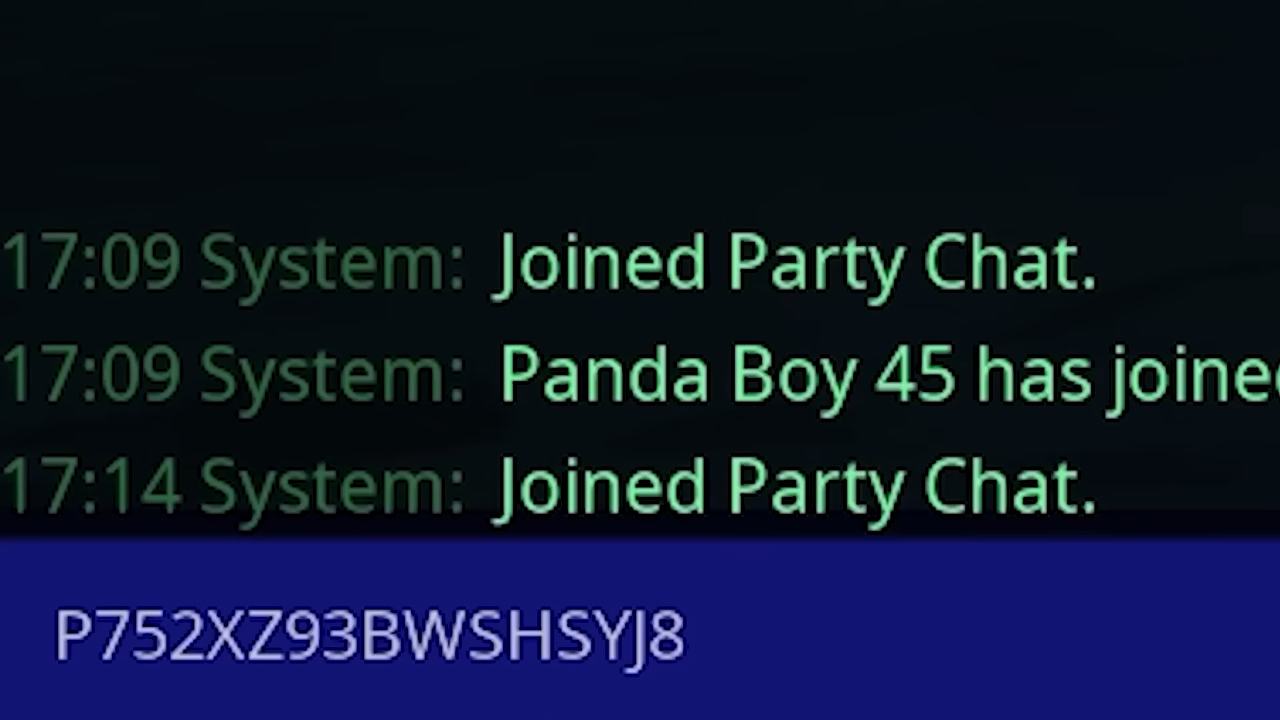 17:09 System: Joined Party Chat.
17:09 System: Panda Boy 45 has joined
17:14 System: Joined Party Chat.
P752XZ93BWSHSYJ8